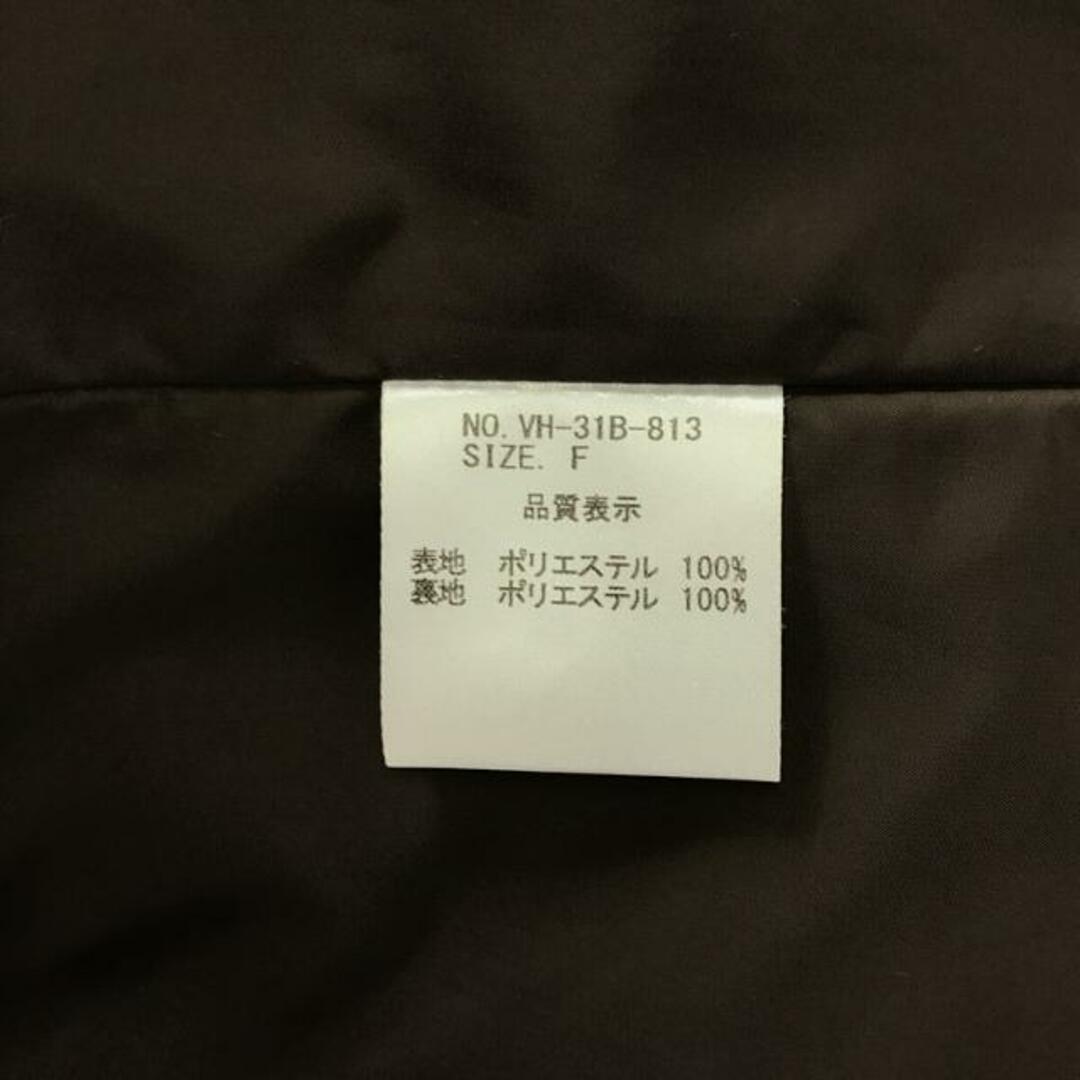 NO. VH-31B-813
SIZE. F
品質表示
表地 ポリエステル 100%
裏地 ポリエステル 100%